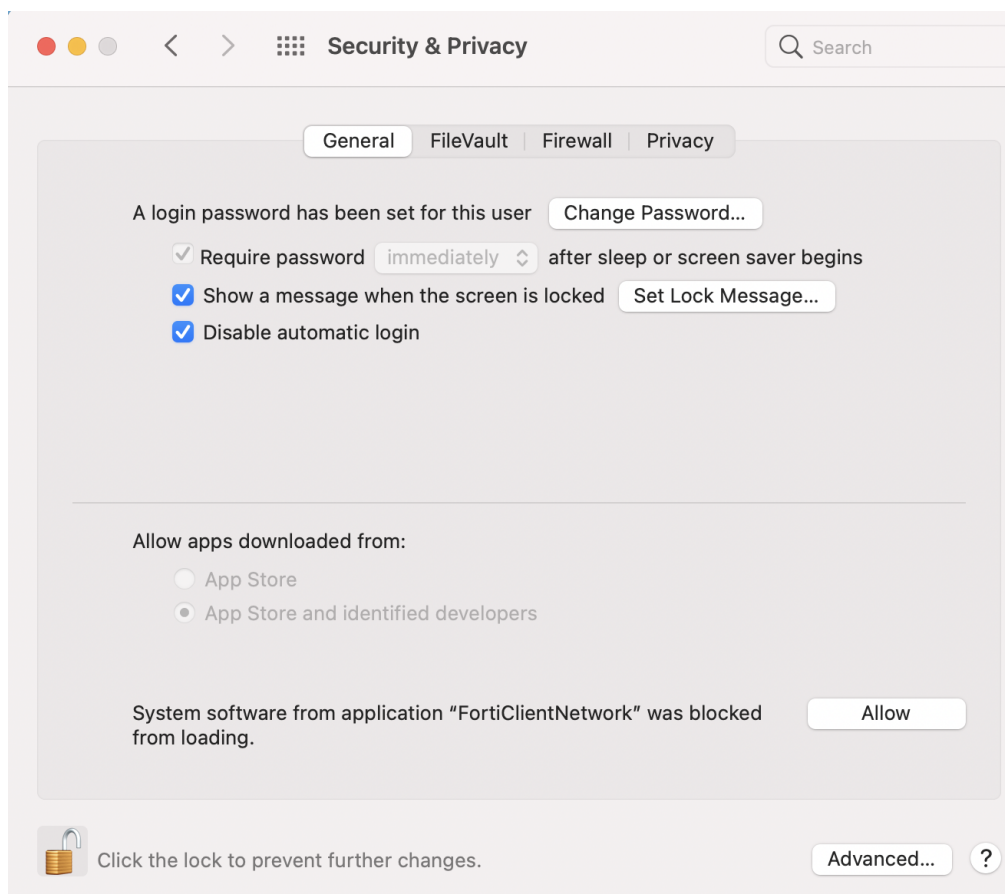 Security & Privacy
Search
General FileVault Firewall Privacy
A login password has been set for this user Change Password...
Require password immediately after sleep or screen saver begins
Show a message when the screen is locked Set Lock Message...
Disable automatic login
Allow apps downloaded from:
App Store
App Store and identified developers
System software from application “FortiClientNetwork” was blocked Allow
from loading.
Click the lock to prevent further changes. Advanced... ?